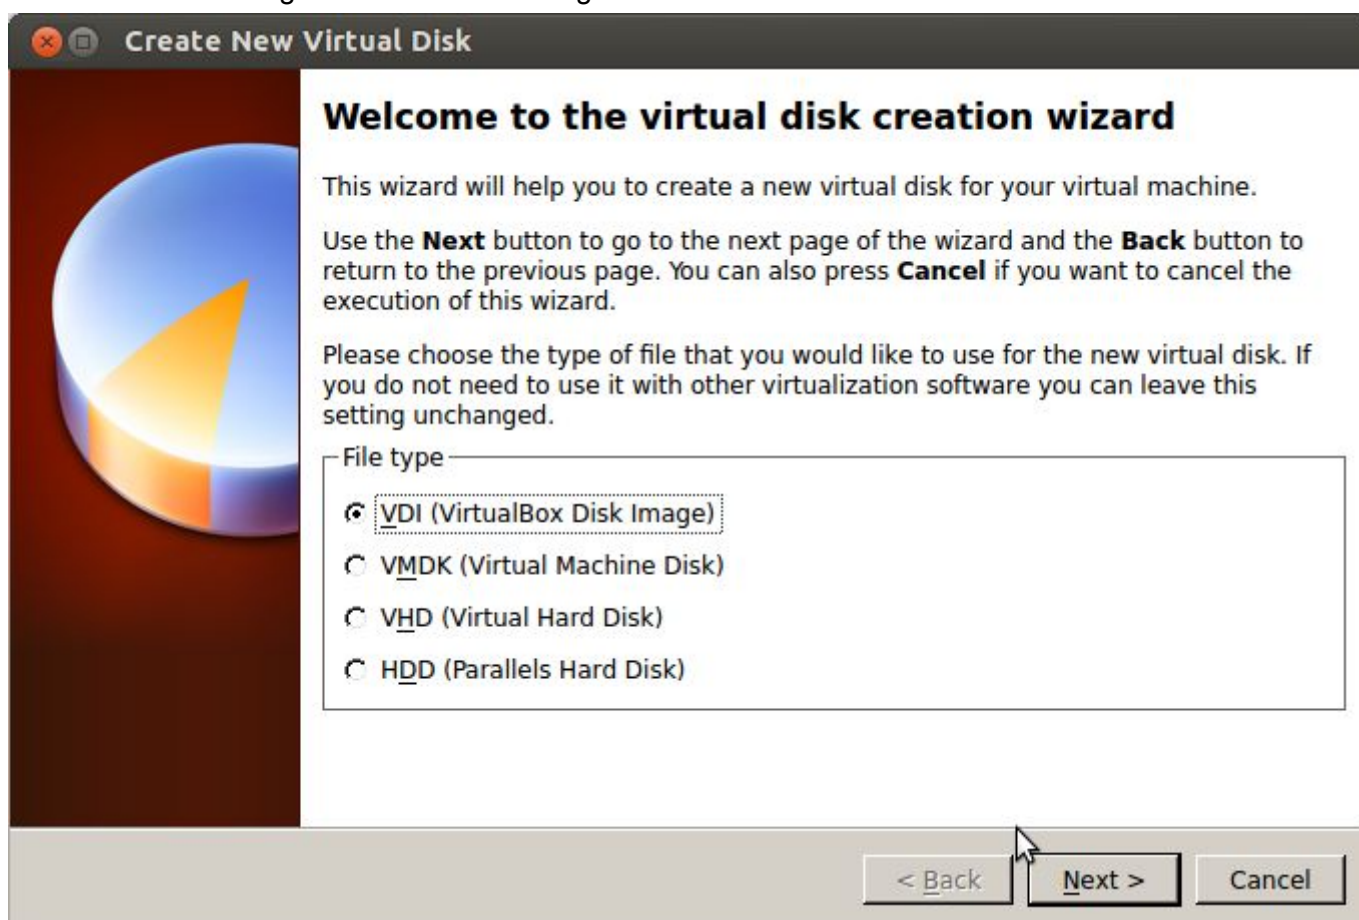 Create New Virtual Disk
Welcome to the virtual disk creation wizard
This wizard will help you to create a new virtual disk for your virtual machine.
Use the Next button to go to the next page of the wizard and the Back button to
return to the previous page. You can also press Cancel if you want to cancel the
execution of this wizard.
Please choose the type of file that you would like to use for the new virtual disk. If
you do not need to use it with other virtualization software you can leave this
setting unchanged.
File type
VDI (VirtualBox Disk Image)
VMDK (Virtual Machine Disk)
VHD (Virtual Hard Disk)
HDD (Parallels Hard Disk)
< Back Next > Cancel